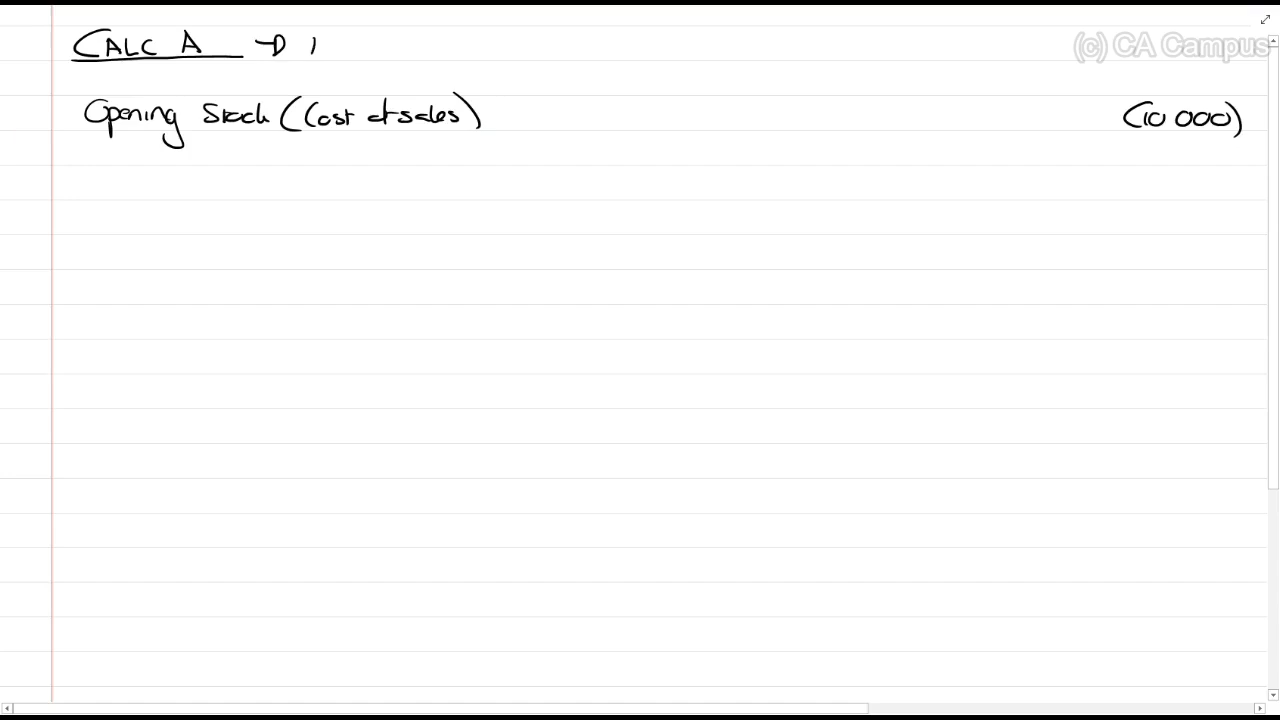 CALC A → 1
(c) CA Campus
Opening Stock (Cost of sales) (10 000)